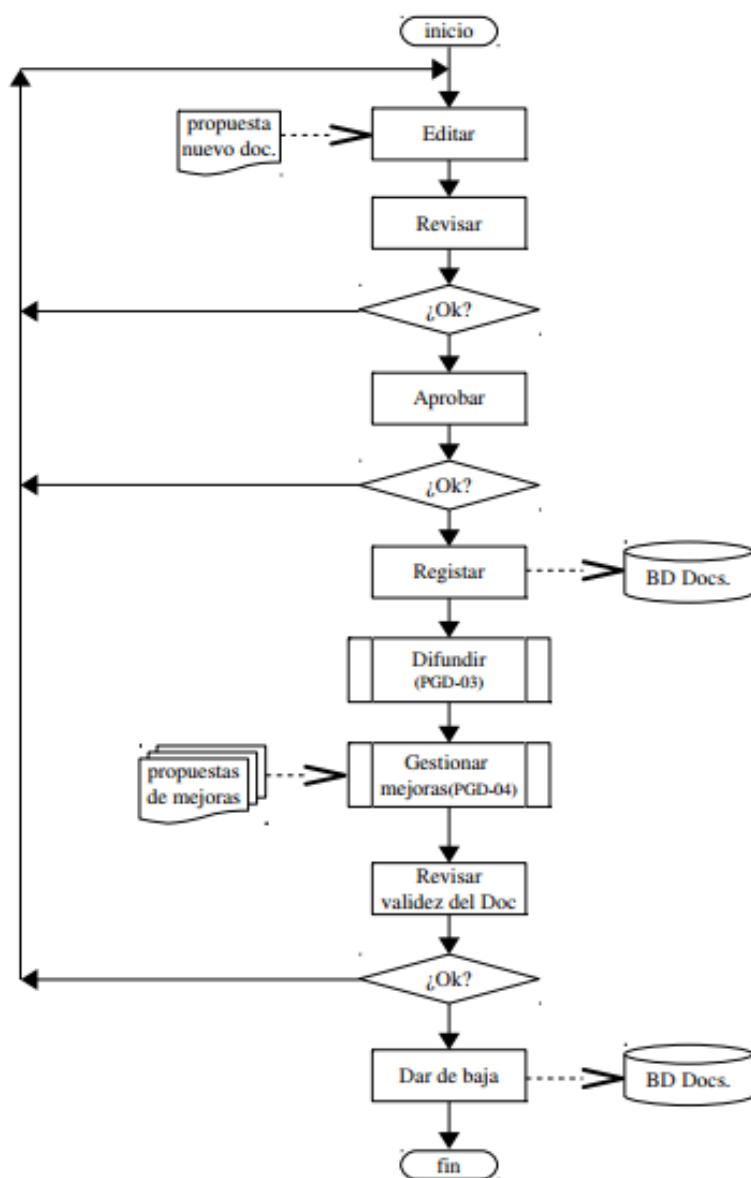 inicio
propuesta
nuevo doc.
Editar
Revisar
¿Ok?
Aprobar
¿Ok?
Registar
BD Docs.
Difundir
(PGD-03)
propuestas
de mejoras
Gestionar
mejoras(PGD-04)
Revisar
validez del Doc
¿Ok?
Dar de baja
BD Docs.
fin